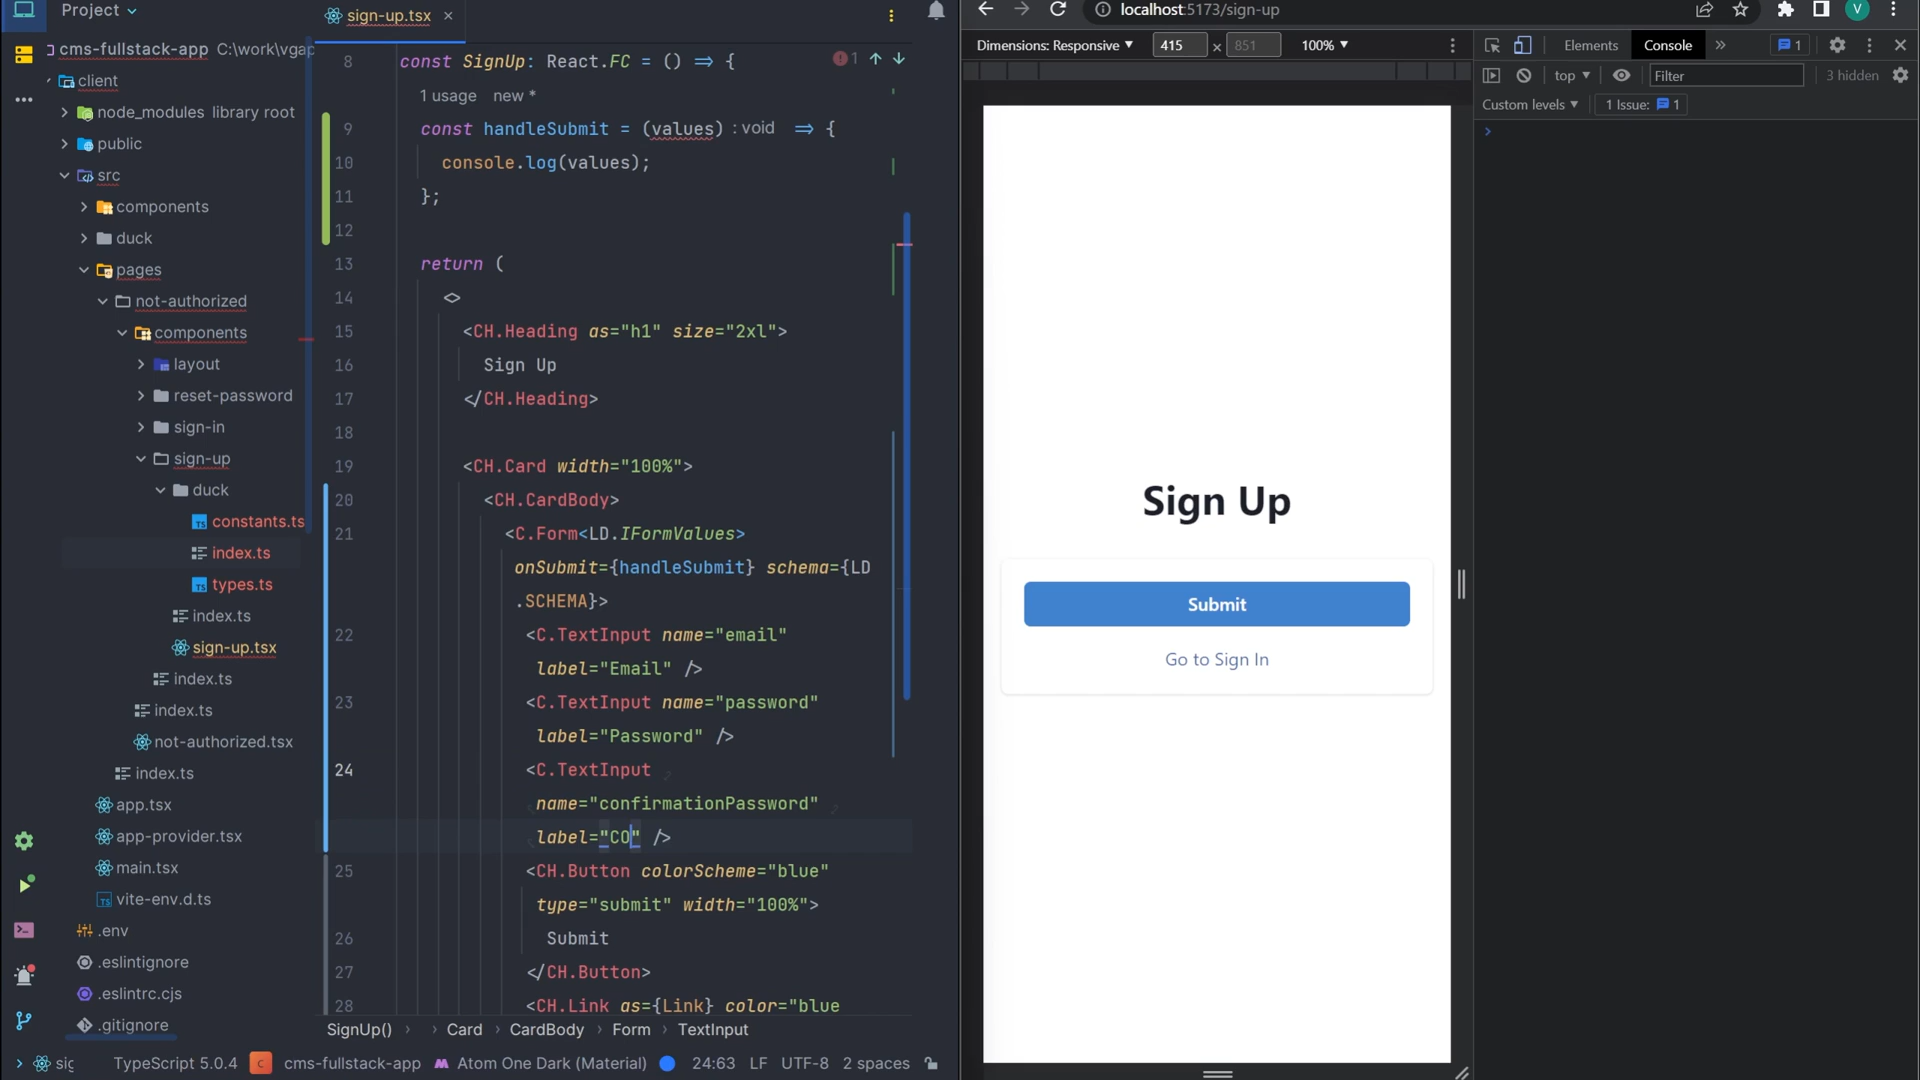 Project
cms-fullstack-app C:\work\vgap
client
node_modules library root
public
src
components
duck
pages
not-authorized
components
layout
reset-password
sign-in
sign-up
duck
constants.ts
index.ts
types.ts
index.ts
sign-up.tsx
index.ts
index.ts
not-authorized.tsx
index.ts
app.tsx
app-provider.tsx
main.tsx
vite-env.d.ts
.env
.eslintignore
.eslintrc.cjs
.gitignore
sign-up.tsx
1
8 const SignUp: React.FC = () => {
1 usage new *
9 const handleSubmit = (values) : void => {
10 console.log(values);
11 };
12
13 return (
14 <>
15 <CH.Heading as="h1" size="2xl">
16 Sign Up
17 </CH.Heading>
18
19 <CH.Card width="100%">
20 <CH.CardBody>
21 <C.Form<LD.IFormValues>
onSubmit={handleSubmit} schema={LD
.SCHEMA}>
22 <C.TextInput name="email"
label="Email" />
23 <C.TextInput name="password"
label="Password" />
24 <C.TextInput
name="confirmationPassword"
label="CO" />
25 <CH.Button colorScheme="blue"
type="submit" width="100%">
26 Submit
27 </CH.Button>
28 <CH.Link as={Link} color="blue
SignUp() Card CardBody Form TextInput
sig TypeScript 5.0.4 C cms-fullstack-app Atom One Dark (Material) 24:63 LF UTF-8 2 spaces
localhost:5173/sign-up
V
Dimensions: Responsive 415 × 851 100%
Sign Up
Submit
Go to Sign In
Elements Console 1
top Filter 3 hidden
Custom levels 1 Issue: 1